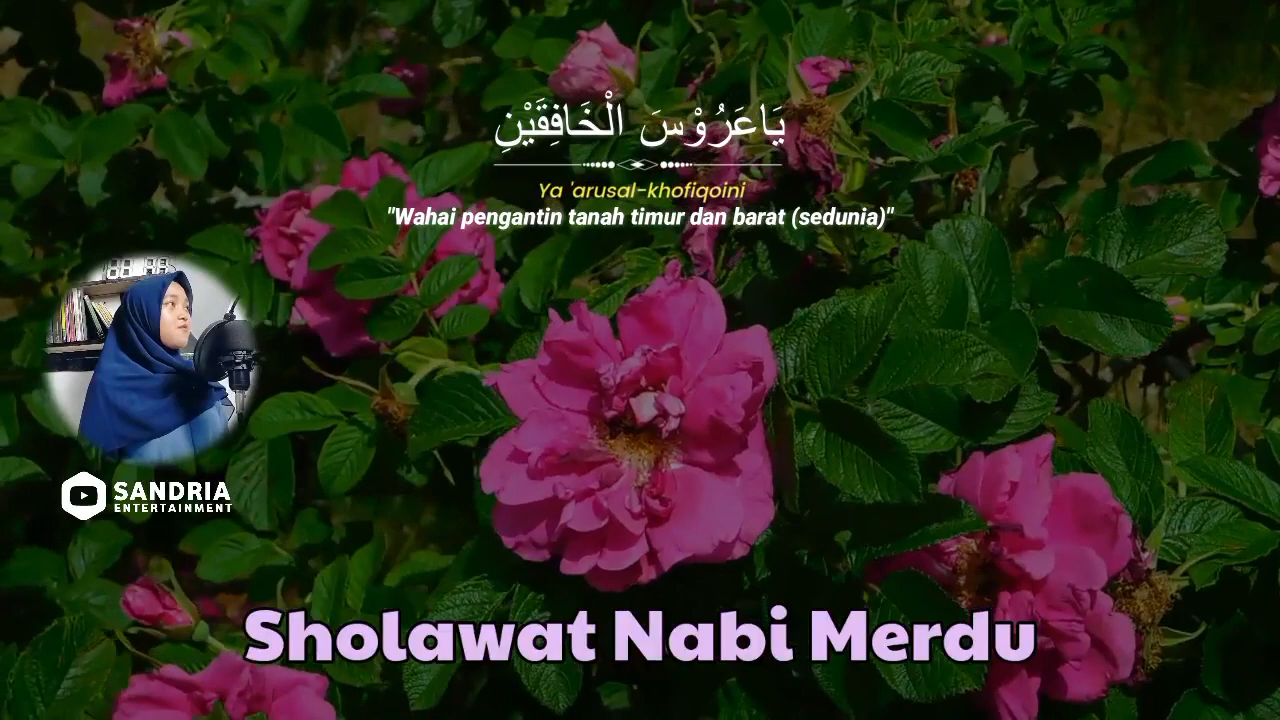 يَاعَرُوْسَ الْخَافِقَيْنِ
Ya 'arusal-khofiqoini
"Wahai pengantin tanah timur dan barat (sedunia)"
SANDRIA
ENTERTAINMENT
Sholawat Nabi Merdu